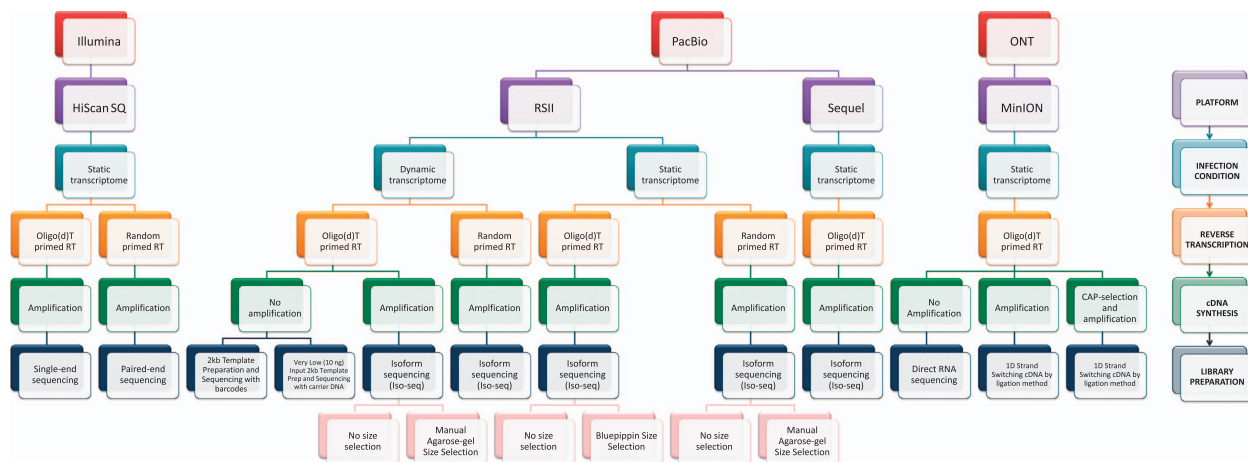 Illumina
PacBio
ONT
HiScan SQ
RSII
Sequel
MinION
PLATFORM
Static
transcriptome
Dynamic
transcriptome
Static
transcriptome
Static
transcriptome
Static
transcriptome
INFECTION
CONDITION
Oligo(d)T
primed RT
Random
primed RT
Oligo(d)T
primed RT
Random
primed RT
Oligo(d)T
primed RT
Random
primed RT
Oligo(d)T
primed RT
Oligo(d)T
primed RT
REVERSE
TRANSCRIPTION
Amplification
Amplification
No
amplification
Amplification
Amplification
Amplification
Amplification
Amplification
No
Amplification
Amplification
CAP-selection
and
amplification
cDNA
SYNTHESIS
Single-end
sequencing
Paired-end
sequencing
2kb Template
Preparation and
Sequencing with
barcodes
Very Low (10 ng)
Input 2kb Template
Prep and Sequencing
with carrier DNA
Isoform
sequencing
(Iso-seq)
Isoform
sequencing
(Iso-seq)
Isoform
sequencing
(Iso-seq)
Isoform
sequencing
(Iso-seq)
Isoform
sequencing
(Iso-seq)
Direct RNA
sequencing
1D Strand
Switching cDNA by
ligation method
1D Strand
Switching cDNA by
ligation method
LIBRARY
PREPARATION
No size
selection
Manual
Agarose-gel
Size Selection
No size
selection
Bluepippin Size
Selection
No size
selection
Manual
Agarose-gel
Size Selection